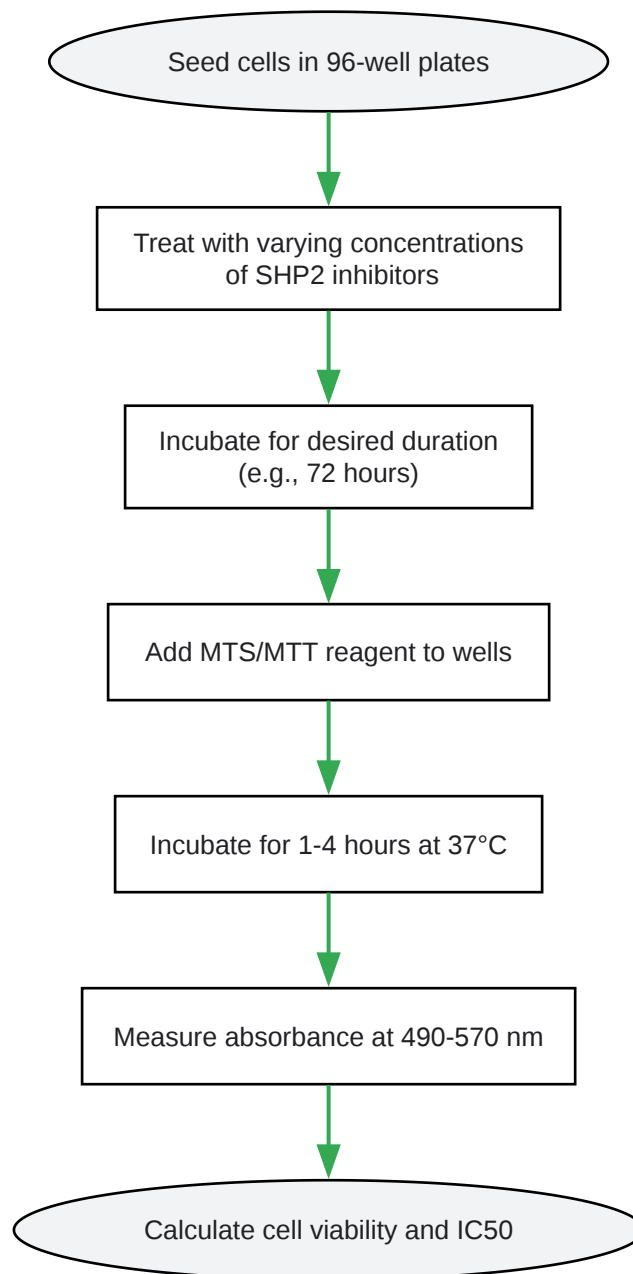 Seed cells in 96-well plates
Treat with varying concentrations
of SHP2 inhibitors
Incubate for desired duration
(e.g., 72 hours)
Add MTS/MTT reagent to wells
Incubate for 1-4 hours at 37°C
Measure absorbance at 490-570 nm
Calculate cell viability and IC50